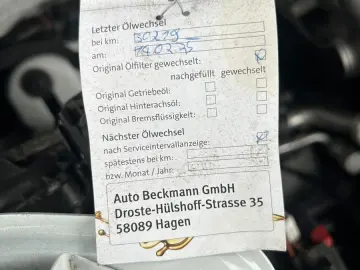 Letzter Ölwechsel
bei km:
am:
Original Ölfilter gewechselt:
nachgefüllt gewechselt
Original Getriebeöl:
Original Hinterachsöl:
Original Bremsflüssigkeit:
Nächster Ölwechsel
nach Serviceintervallanzeige:
spätestens bei km:
bzw. Monat / Jahr:
Auto Beckmann GmbH
Droste-Hülshoff-Strasse 35
58089 Hagen